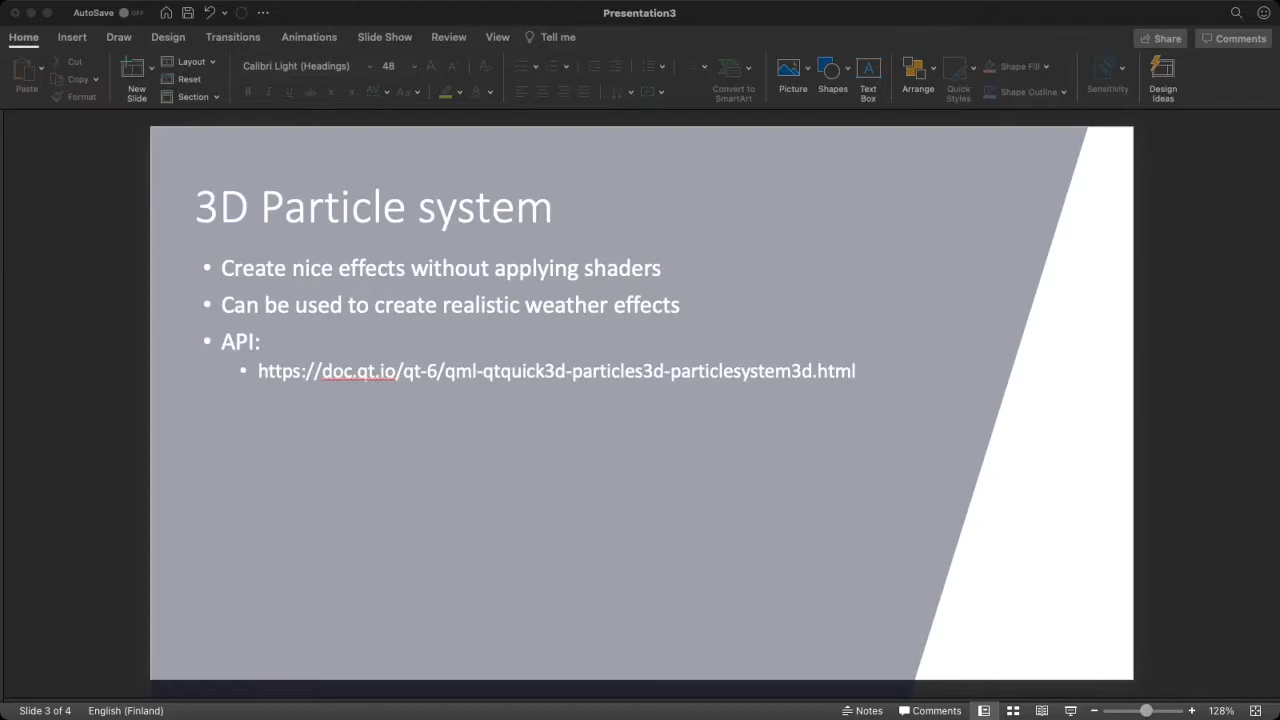 AutoSave OFF
Presentation3
Home Insert Draw Design Transitions Animations Slide Show Review View Tell me Share Comments
Paste Cut Copy Format
New Slide Layout Reset Section
Calibri Light (Headings) 48
Convert to SmartArt
Picture Shapes Text Box
Arrange Quick Styles Shape Fill Shape Outline
Sensitivity
Design Ideas
3D Particle system
• Create nice effects without applying shaders
• Can be used to create realistic weather effects
• API:
• https://doc.qt.io/qt-6/qml-qtquick3d-particles3d-particlesystem3d.html
Slide 3 of 4 English (Finland) Notes Comments 128%